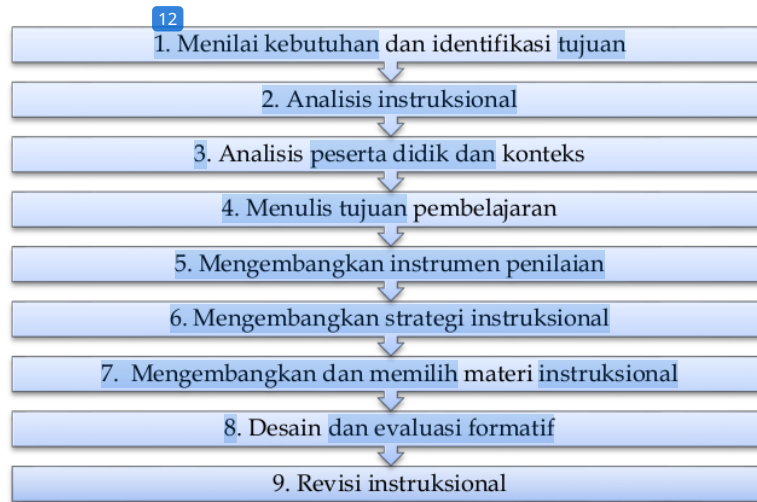 12
1. Menilai kebutuhan dan identifikasi tujuan
2. Analisis instruksional
3. Analisis peserta didik dan konteks
4. Menulis tujuan pembelajaran
5. Mengembangkan instrumen penilaian
6. Mengembangkan strategi instruksional
7. Mengembangkan dan memilih materi instruksional
8. Desain dan evaluasi formatif
9. Revisi instruksional